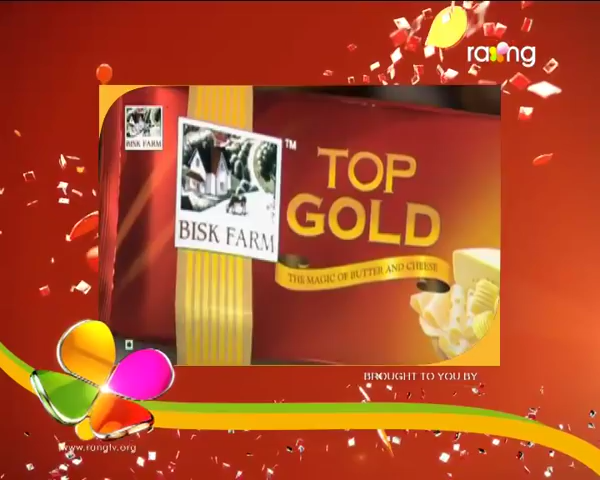 rang
BISK FARM
BISK FARM
TM
TOP
GOLD
THE MAGIC OF BUTTER AND CHEESE
BROUGHT TO YOU BY
www.rangtv.org